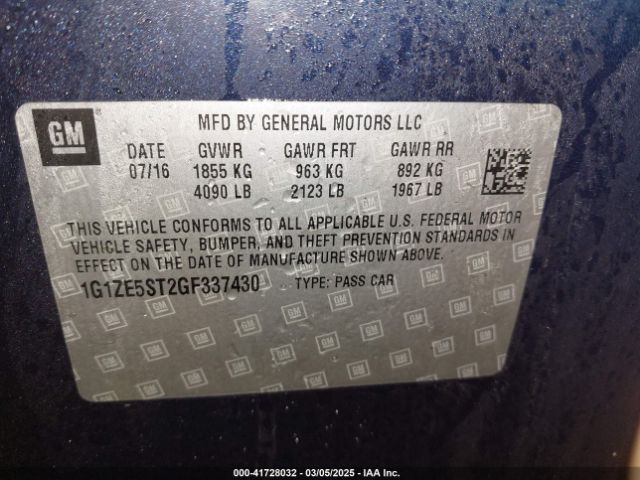 GM
MFD BY GENERAL MOTORS LLC
DATE GVWR GAWR FRT GAWR RR
07/16 1855 KG 963 KG 892 KG
4090 LB 2123 LB 1967 LB
THIS VEHICLE CONFORMS TO ALL APPLICABLE U.S. FEDERAL MOTOR
VEHICLE SAFETY, BUMPER, AND THEFT PREVENTION STANDARDS IN
EFFECT ON THE DATE OF MANUFACTURE SHOWN ABOVE.
1G1ZE5ST2GF337430 TYPE: PASS CAR
000-41728032 — 03/05/2025 — IAA Inc.